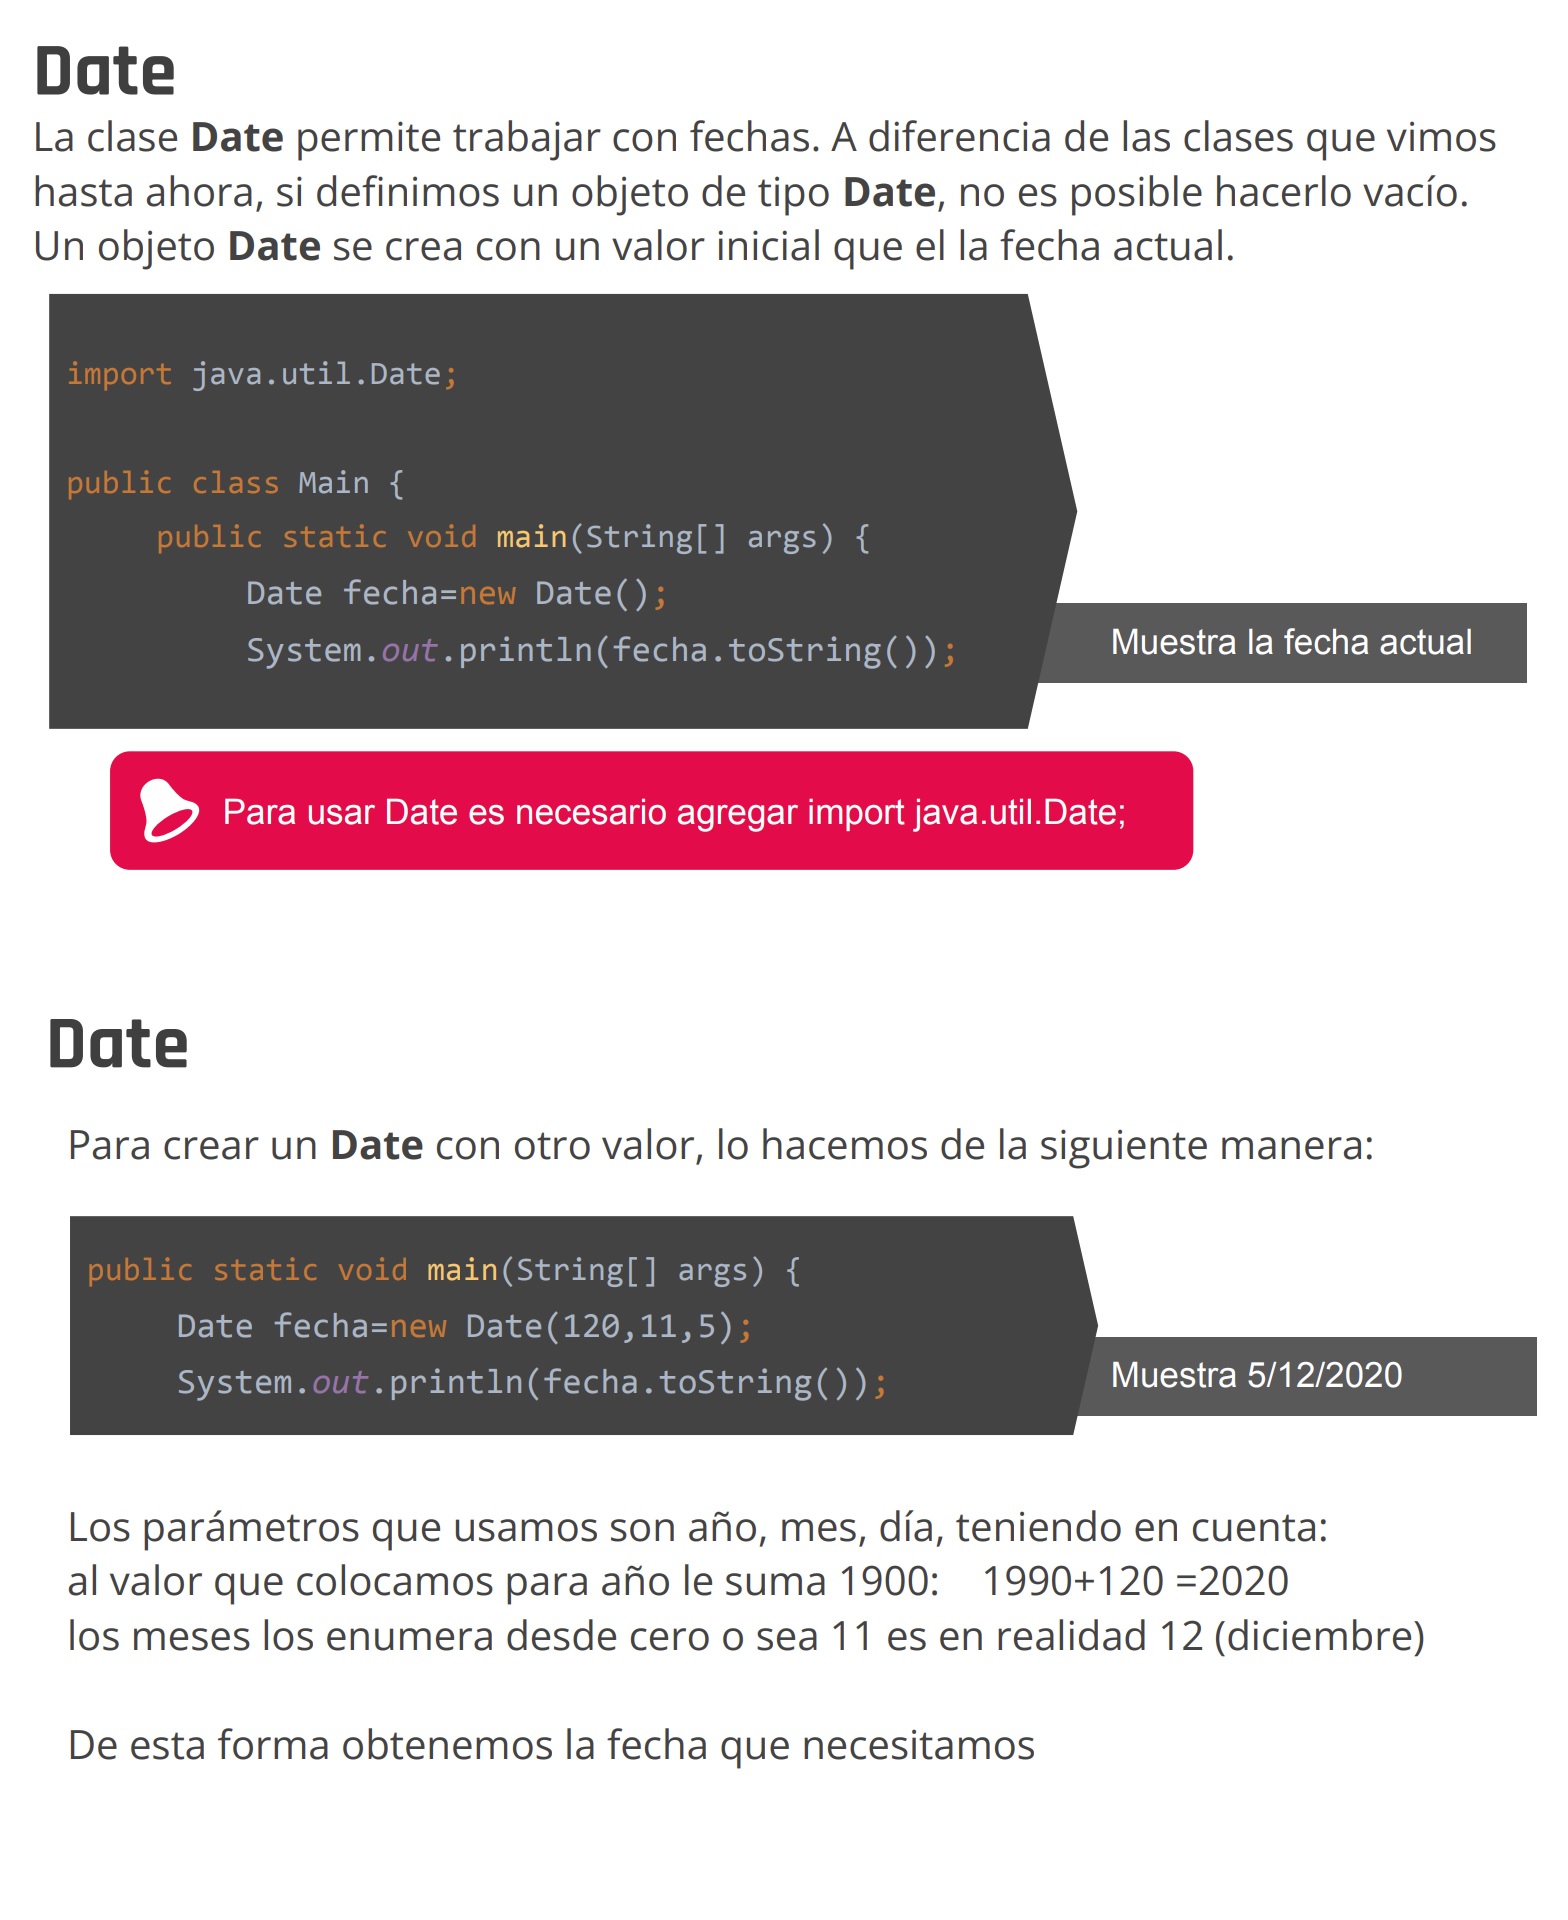 Date
La clase Date permite trabajar con fechas. A diferencia de las clases que vimos
hasta ahora, si definimos un objeto de tipo Date, no es posible hacerlo vacío.
Un objeto Date se crea con un valor inicial que el la fecha actual.
import java.util.Date;
public class Main {
public static void main(String[] args) {
Date fecha=new Date();
System.out.println(fecha.toString());
Muestra la fecha actual
Para usar Date es necesario agregar import java.util.Date;
Date
Para crear un Date con otro valor, lo hacemos de la siguiente manera:
public static void main(String[] args) {
Date fecha=new Date(120,11,5);
System.out.println(fecha.toString());
Muestra 5/12/2020
Los parámetros que usamos son año, mes, día, teniendo en cuenta:
al valor que colocamos para año le suma 1900: 1990+120 =2020
los meses los enumera desde cero o sea 11 es en realidad 12 (diciembre)
De esta forma obtenemos la fecha que necesitamos